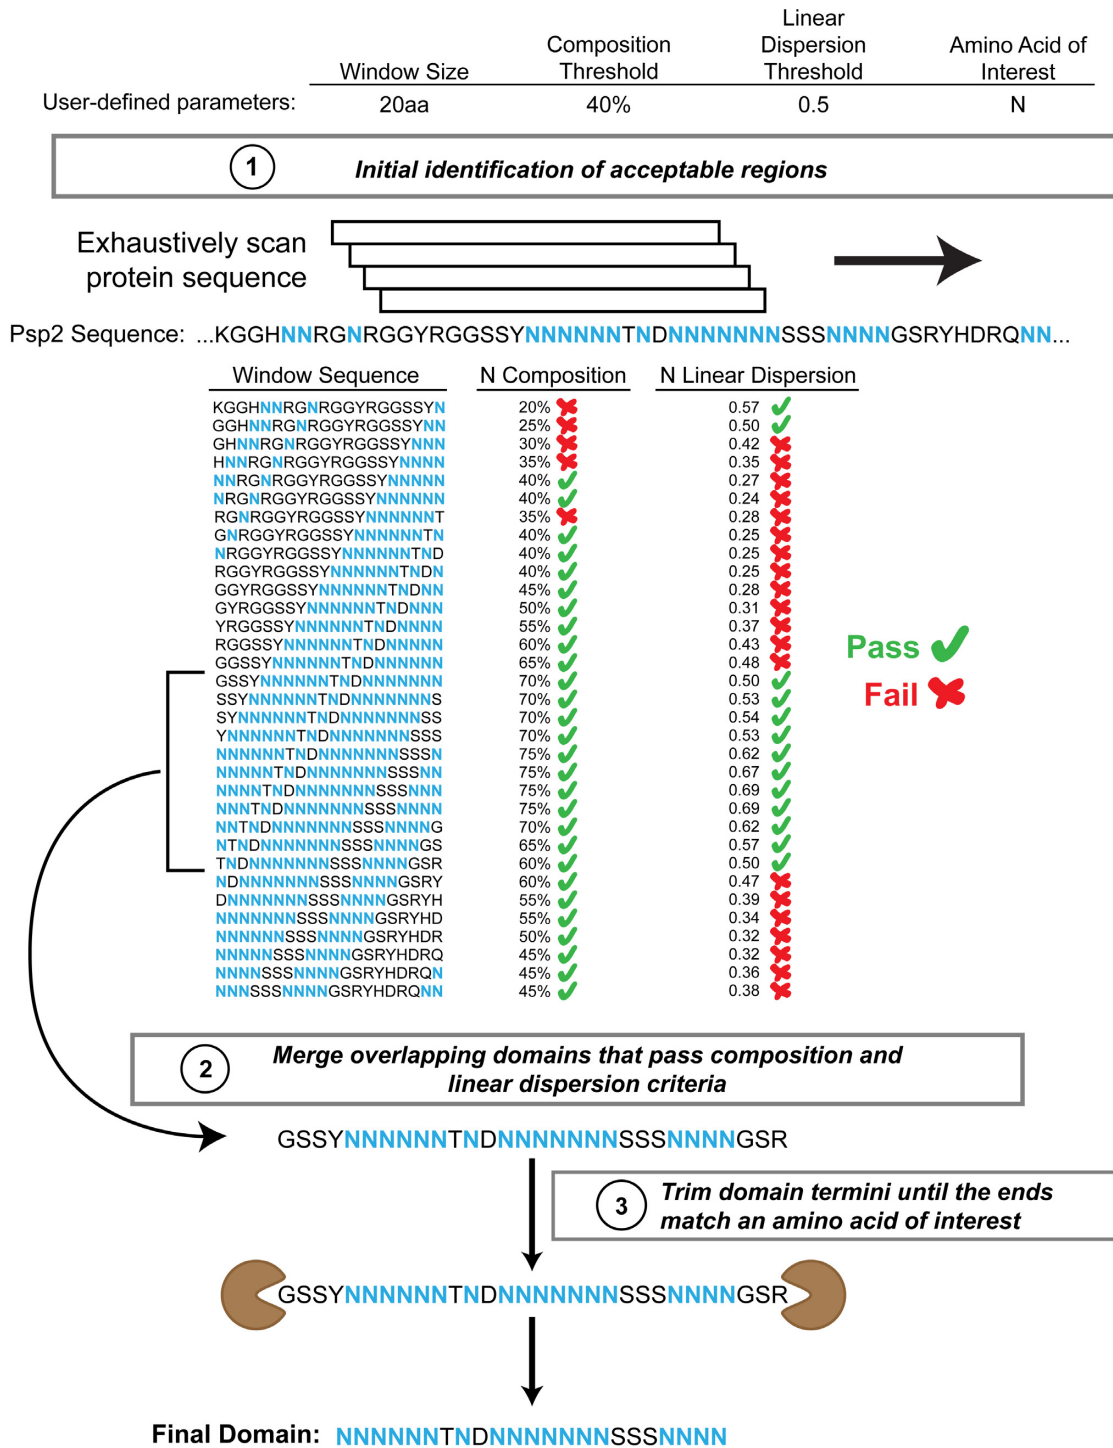 Window Size Composition Threshold Linear Dispersion Threshold Amino Acid of Interest
User-defined parameters: 20aa 40% 0.5 N
1 Initial identification of acceptable regions
Exhaustively scan
protein sequence
Psp2 Sequence: ...KGGHNNRGNRGGYRGGSSYNNNNNNTNDNNNNNNNSSSNNNNGSRYHDRQNN...
Window Sequence N Composition N Linear Dispersion
KGGHNNRGNRGGYRGGSSYN 20% 0.57
GGHNNRGNRGGYRGGSSYNN 25% 0.50
GHNNRGNRGGYRGGSSYNNN 30% 0.42
HNNRGNRGGYRGGSSYNNNN 35% 0.35
NNRGNRGGYRGGSSYNNNNN 40% 0.27
NRGNRGGYRGGSSYNNNNNN 40% 0.24
RGNRGGYRGGSSYNNNNNNT 35% 0.28
GNRGGYRGGSSYNNNNNNTN 40% 0.25
NRGGYRGGSSYNNNNNNTND 40% 0.25
RGGYRGGSSYNNNNNNTNDN 40% 0.25
GGYRGGSSYNNNNNNTNDNN 45% 0.28
GYRGGSSYNNNNNNTNDNNN 50% 0.31
YRGGSSYNNNNNNTNDNNNN 55% 0.37
RGGSSYNNNNNNTNDNNNNN 60% 0.43
GGSSYNNNNNNTNDNNNNNN 65% 0.48
GSSYNNNNNNTNDNNNNNNN 70% 0.50
SSYNNNNNNTNDNNNNNNNS 70% 0.53
SYNNNNNNTNDNNNNNNNSS 70% 0.54
YNNNNNNTNDNNNNNNNSSS 70% 0.53
NNNNNNTNDNNNNNNNSSSN 75% 0.62
NNNNNTNDNNNNNNNSSSNN 75% 0.67
NNNNTNDNNNNNNNSSSNNN 75% 0.69
NNNTNDNNNNNNNSSSNNNN 75% 0.69
NNTNDNNNNNNNSSSNNNNG 70% 0.62
NTNDNNNNNNNSSSNNNNGS 65% 0.57
TNDNNNNNNNSSSNNNNGSR 60% 0.50
NDNNNNNNNSSSNNNNGSRY 60% 0.47
DNNNNNNNSSSNNNNGSRYH 55% 0.39
NNNNNNNSSSNNNNGSRYHD 55% 0.34
NNNNNNSSSNNNNGSRYHDR 50% 0.32
NNNNNSSSNNNNGSRYHDRQ 45% 0.32
NNNNSSSNNNNGSRYHDRQN 45% 0.36
NNNSSSNNNNGSRYHDRQNN 45% 0.38
Pass
Fail
2 Merge overlapping domains that pass composition and
linear dispersion criteria
GSSYNNNNNNTNDNNNNNNNSSSNNNNGSR
3 Trim domain termini until the ends
match an amino acid of interest
GSSYNNNNNNTNDNNNNNNNSSSNNNNGSR
Final Domain: NNNNNNTNDNNNNNNNSSSNNNN